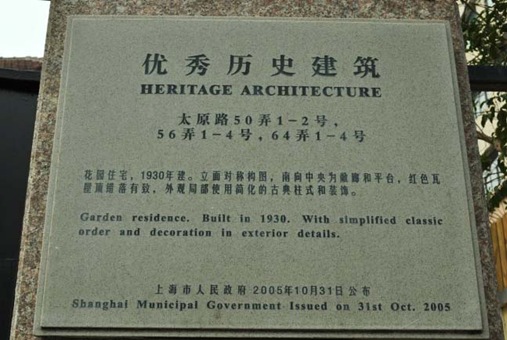 优秀历史建筑
HERITAGE ARCHITECTURE
太原路50弄1-2号,
56弄1-4号,64弄1-4号
花园住宅,1930年建。立面对称构图,南向中央为敞廊和平台,红色瓦
屋顶错落有致,外观局部使用简化的古典柱式和装饰。
Garden residence. Built in 1930. With simplified classic
order and decoration in exterior details.
上海市人民政府 2005年10月31日公布
Shanghai Municipal Government Issued on 31st Oct. 2005